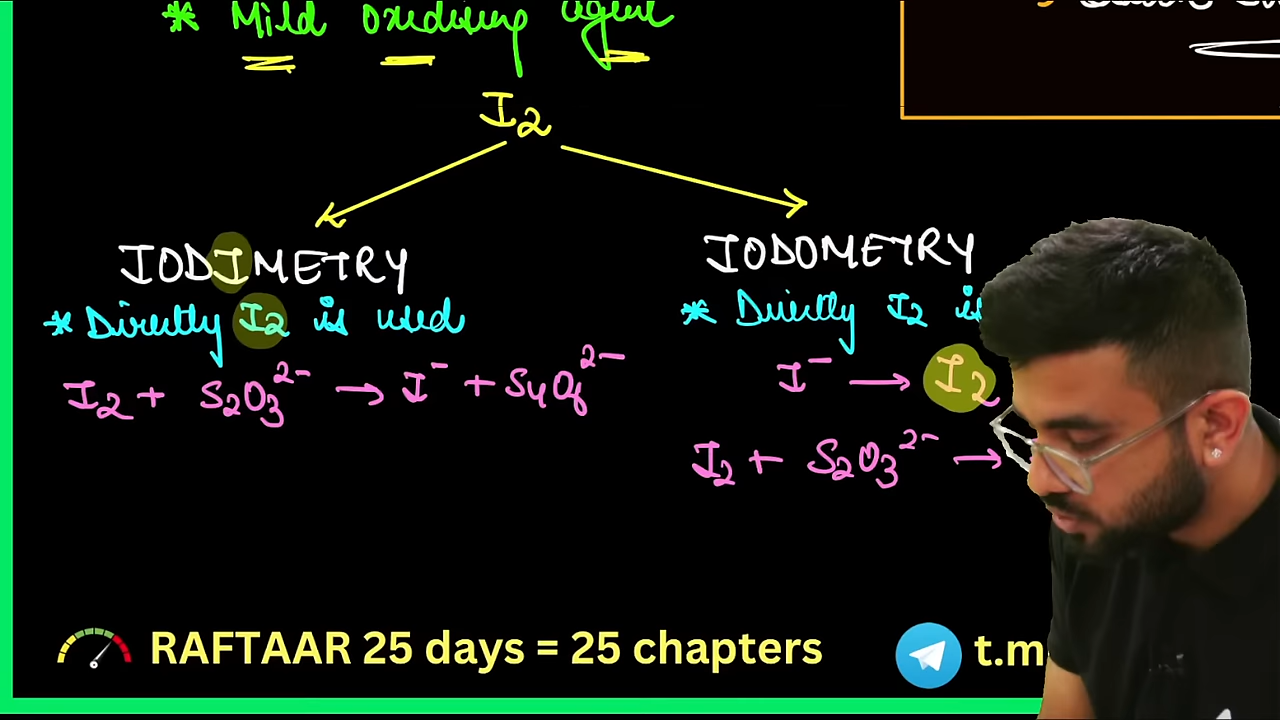 * Mild oxidising agent
I2
IODIMETRY
* Directly I2 is used
I2 + S2O3^2- → I^- + S4O6^2-
IODOMETRY
* Directly I2 is
I^- → I2
I2 + S2O3^2- →
RAFTAAR 25 days = 25 chapters
t.m